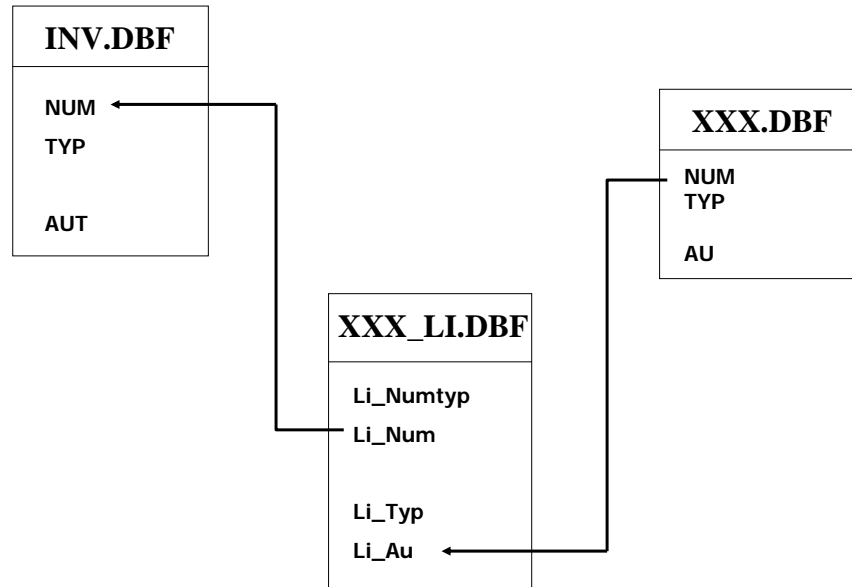 INV.DBF
NUM
TYP
AUT
XXX.DBF
NUM
TYP
AU
XXX_LI.DBF
Li_Numtyp
Li_Num
Li_Typ
Li_Au